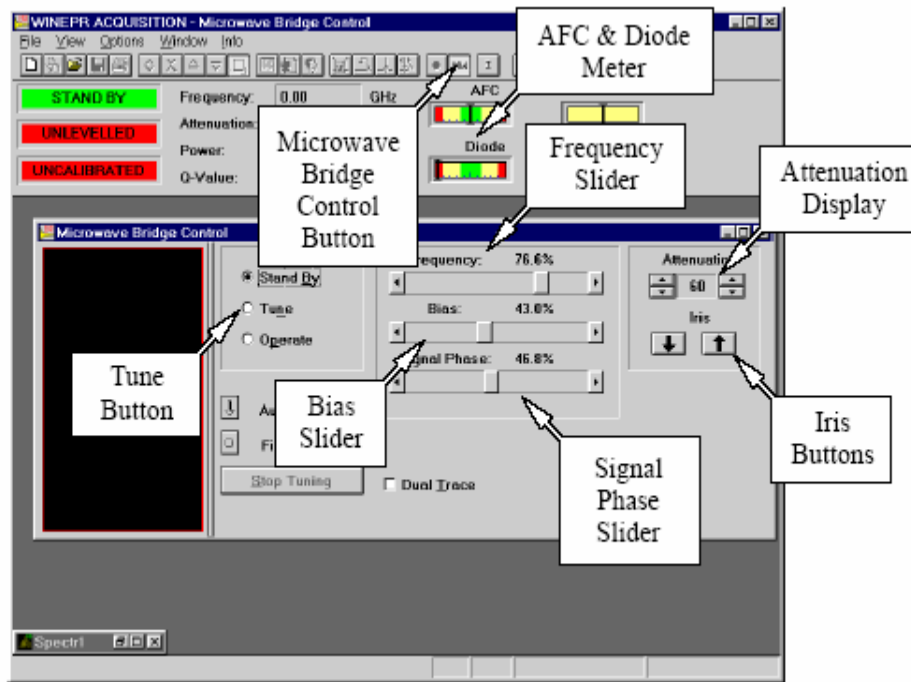 WINEPR ACQUISITION - Microwave Bridge Control
File View Options Window Info
AFC & Diode
Meter
STAND BY
Frequency: 0.00 GHz
AFC
UNLEVELLED
Attenuation:
Power:
Diode
UNCALIBRATED
Q-Value:
Microwave
Bridge
Control
Button
Frequency
Slider
Attenuation
Display
Microwave Bridge Control
Stand By
Tune
Operate
Frequency: 76.6%
Bias: 43.0%
Signal Phase: 46.8%
Attenuation
60
Iris
Tune
Button
Bias
Slider
Signal
Phase
Slider
Iris
Buttons
Stop Tuning
Dual Trace
Spectr1